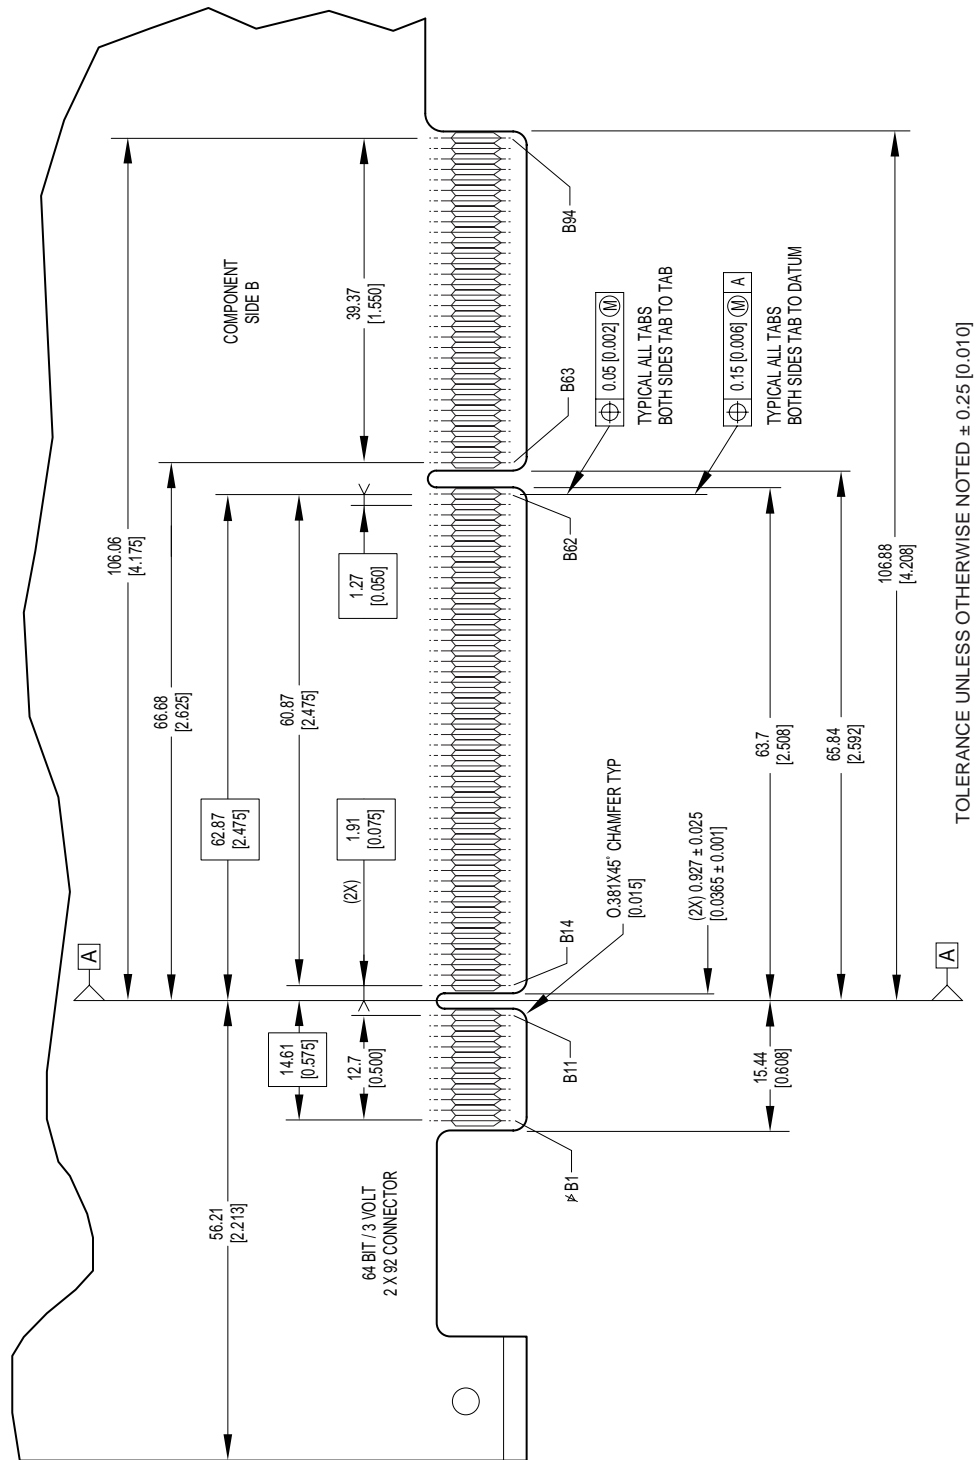 56.21
[2.213]
106.06
[4.175]
66.68
[2.625]
62.87
[2.475]
14.61
[0.575]
60.87
[2.475]
12.7
[0.500]
(2X)
1.91
[0.075]
1.27
[0.050]
39.37
[1.550]
COMPONENT
SIDE B
64 BIT / 3 VOLT
2 X 92 CONNECTOR
A
A
B1
B11
B14
B62
B63
B94
O.381X45° CHAMFER TYP
[0.015]
0.05 [0.002] M
TYPICAL ALL TABS
BOTH SIDES TAB TO TAB
0.15 [0.006] M A
TYPICAL ALL TABS
BOTH SIDES TAB TO DATUM
(2X) 0.927 ± 0.025
[0.0365 ± 0.001]
15.44
[0.608]
63.7
[2.508]
65.84
[2.592]
106.88
[4.208]
TOLERANCE UNLESS OTHERWISE NOTED ± 0.25 [0.010]